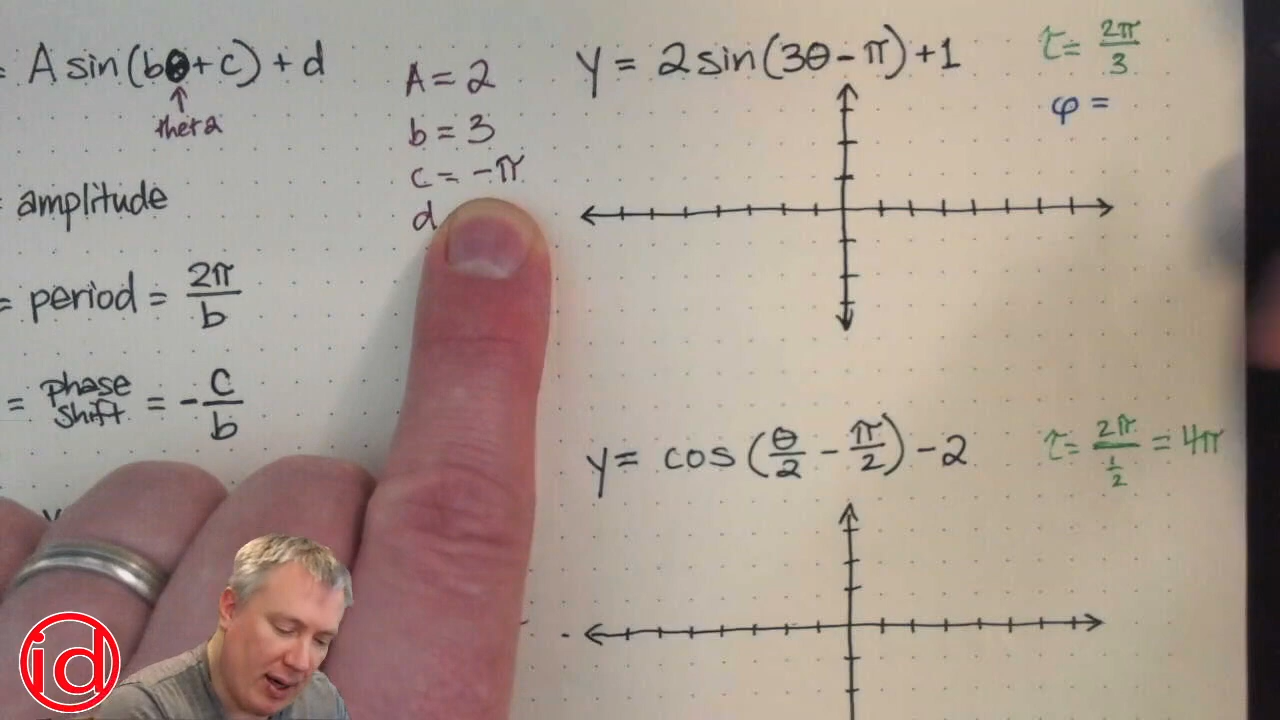 = A sin(bθ+c) + d
theta
= amplitude
= period = 2π/b
= phase shift = -c/b
A = 2
b = 3
c = -π
d
y = 2sin(3θ-π)+1
τ = 2π/3
φ =
y = cos(θ/2 - π/2) - 2
τ = 2π/(1/2) = 4π
id